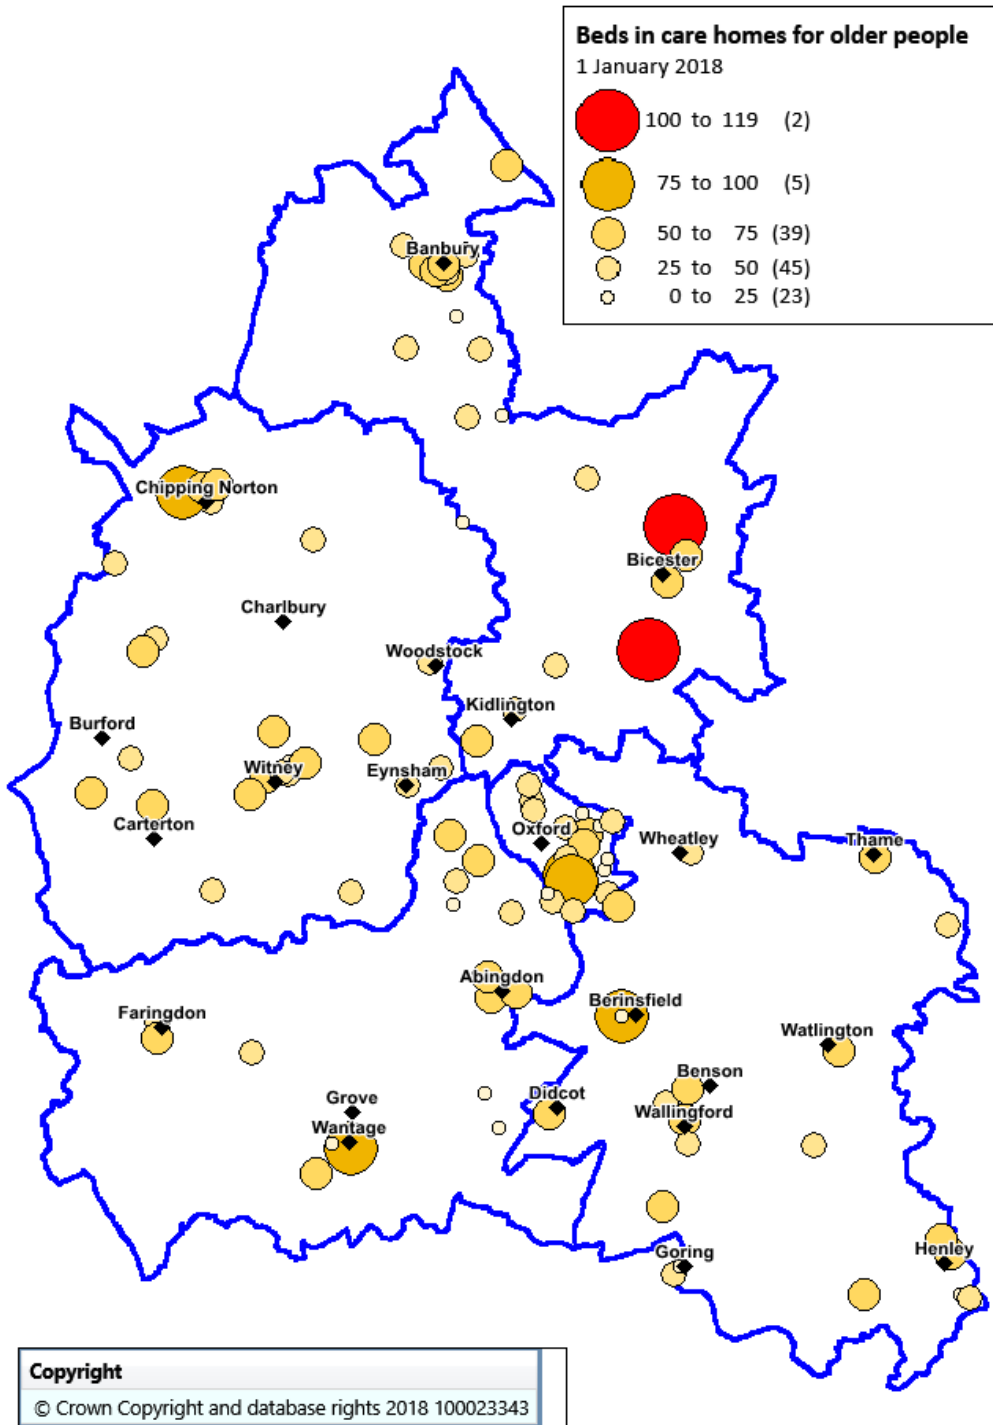 Beds in care homes for older people
1 January 2018
100 to 119 (2)
75 to 100 (5)
50 to 75 (39)
25 to 50 (45)
0 to 25 (23)
Banbury
Chipping Norton
Bicester
Charlbury
Woodstock
Kidlington
Burford
Witney
Eynsham
Carterton
Oxford
Wheatley
Thame
Abingdon
Berinsfield
Faringdon
Watlington
Benson
Didcot
Grove
Wallingford
Wantage
Goring
Henley
Copyright
© Crown Copyright and database rights 2018 100023343